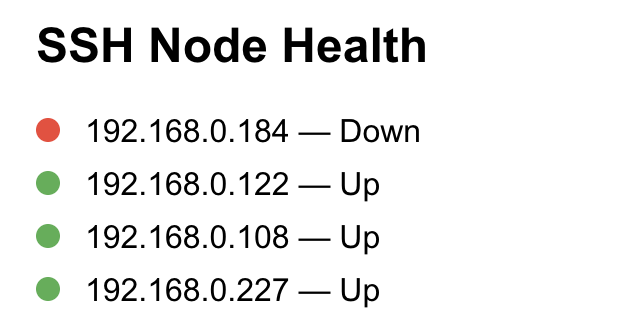 SSH Node Health
192.168.0.184 — Down
192.168.0.122 — Up
192.168.0.108 — Up
192.168.0.227 — Up